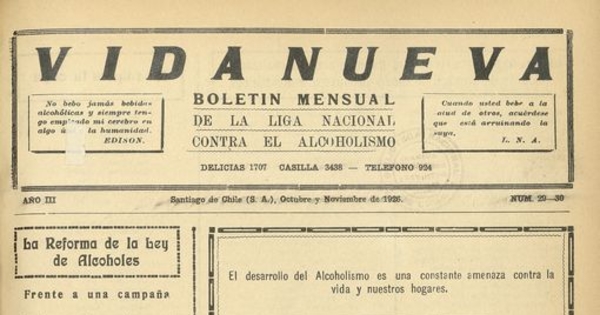 VIDA NUEVA
No bebo jamás bebidas
alcohólicas y siempre ten-
go empleado mi cerebro en
algo la humanidad.
EDISON.
BOLETIN MENSUAL
DE LA LIGA NACIONAL
CONTRA EL ALCOHOLISMO
Cuando usted bebe a la
salud de otros, acuérdese
que está arruinando la
suya.
L. N. A.
DELICIAS 1707 CASILLA 3438 — TELEFONO 924
AÑO III
Santiago de Chile (S. A.), Octubre y Noviembre de 1926.
NUM. 29—30
La Reforma de la Ley
de Alcoholes
Frente a una campaña
El desarrollo del Alcoholismo es una constante amenaza contra la
vida y nuestros hogares.